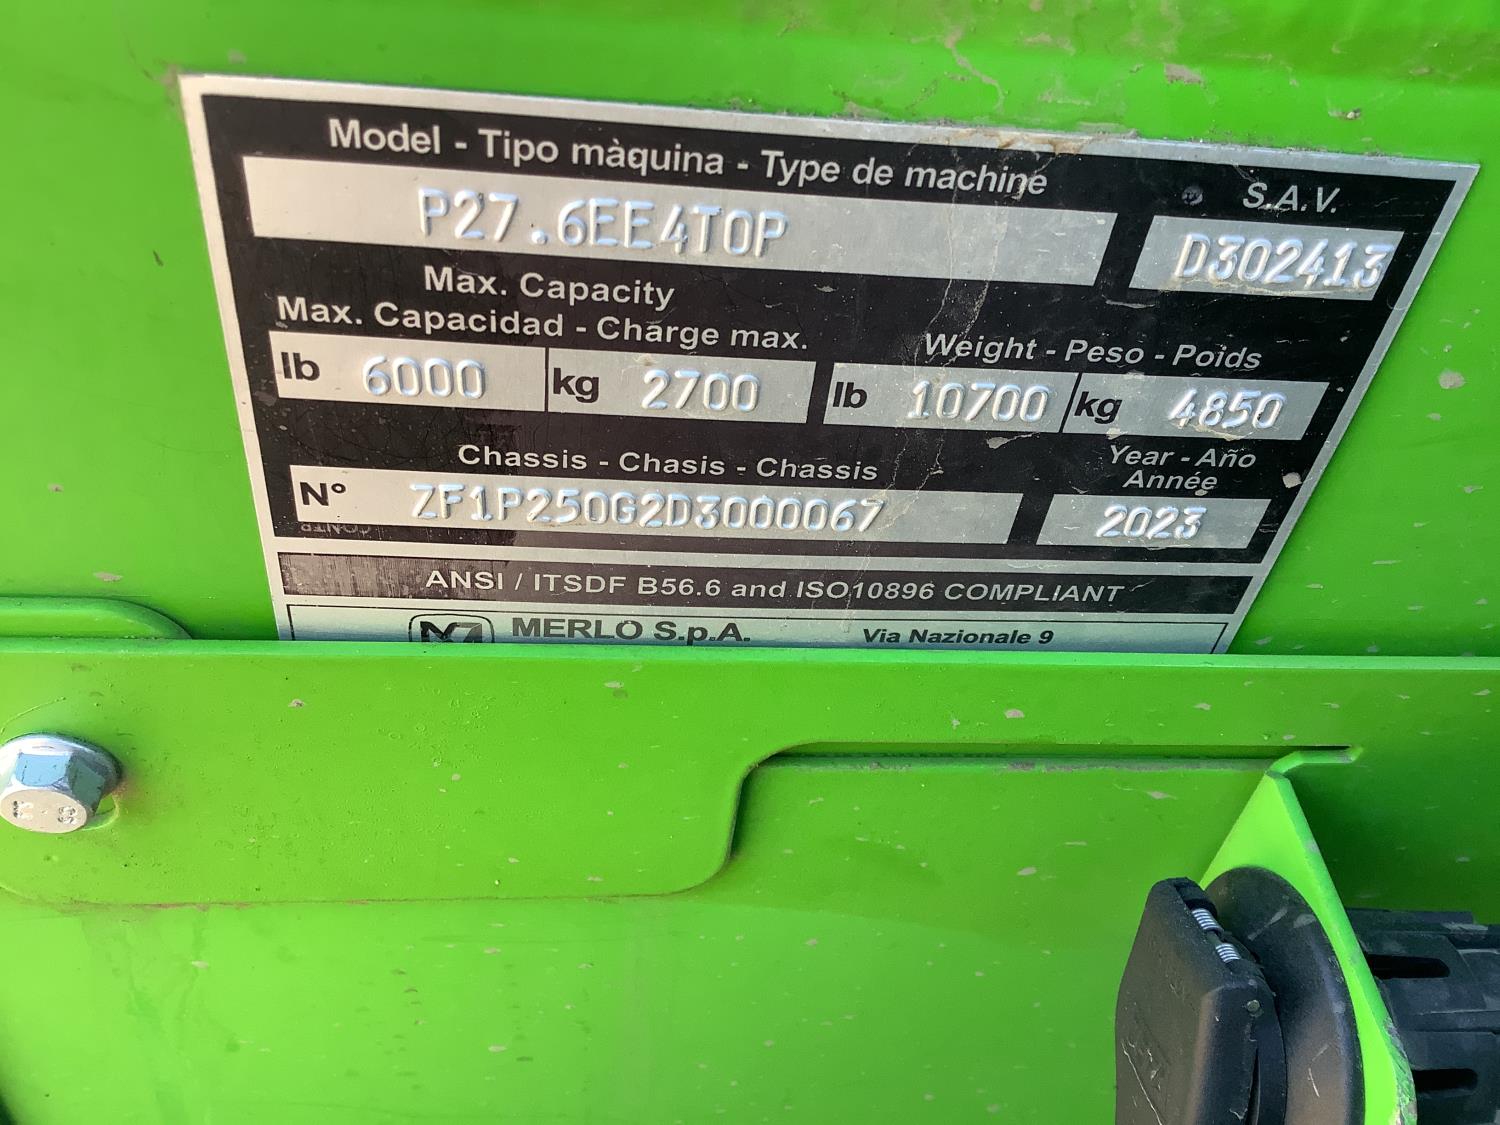 Model - Tipo màquina - Type de machine
S.A.V.
P27.6EE4TOP
D302413
Max. Capacity
Max. Capacidad - Charge max.
Weight - Peso - Poids
lb 6000 kg 2700
lb 10700 kg 4850
Chassis - Chasis - Chassis
Year - Año
Année
N° ZF1P250G2D3000067
2023
ANSI / ITSDF B56.6 and ISO10896 COMPLIANT
MERLO S.p.A.
Via Nazionale 9